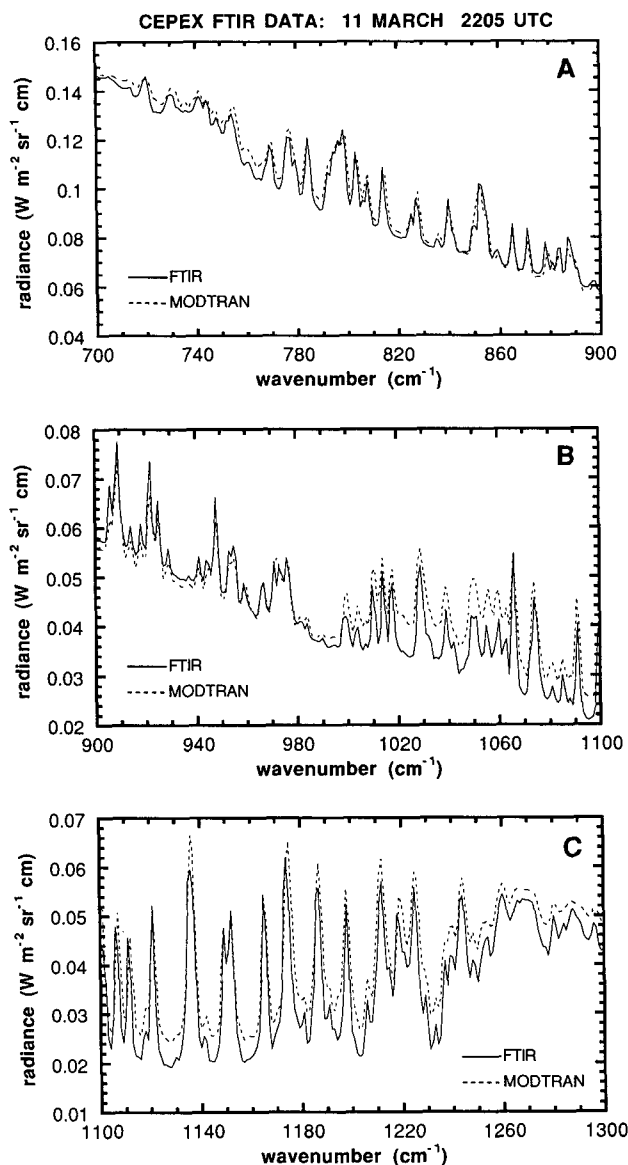 CEPEX FTIR DATA: 11 MARCH 2205 UTC
A
0.16
0.14
0.12
0.1
0.08
0.06
0.04
radiance (W m-2 sr-1 cm)
FTIR
MODTRAN
700 740 780 820 860 900
wavenumber (cm-1)
B
0.08
0.07
0.06
0.05
0.04
0.03
0.02
radiance (W m-2 sr-1 cm)
FTIR
MODTRAN
900 940 980 1020 1060 1100
wavenumber (cm-1)
C
0.07
0.06
0.05
0.04
0.03
0.02
0.01
radiance (W m-2 sr-1 cm)
FTIR
MODTRAN
1100 1140 1180 1220 1260 1300
wavenumber (cm-1)